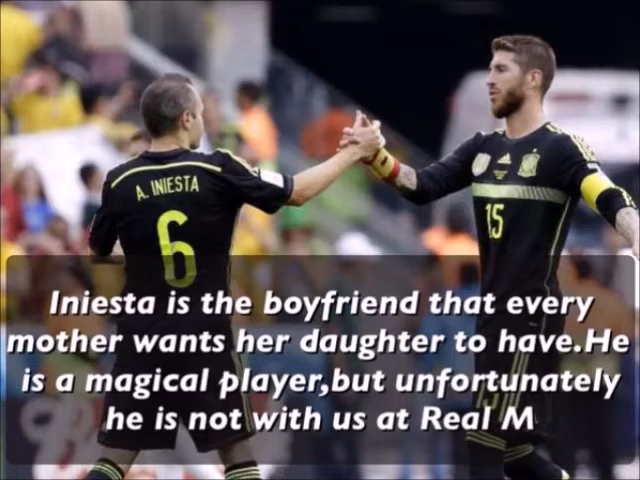 A. INIESTA
6
15
Iniesta is the boyfriend that every
mother wants her daughter to have.He
is a magical player,but unfortunately
he is not with us at Real M